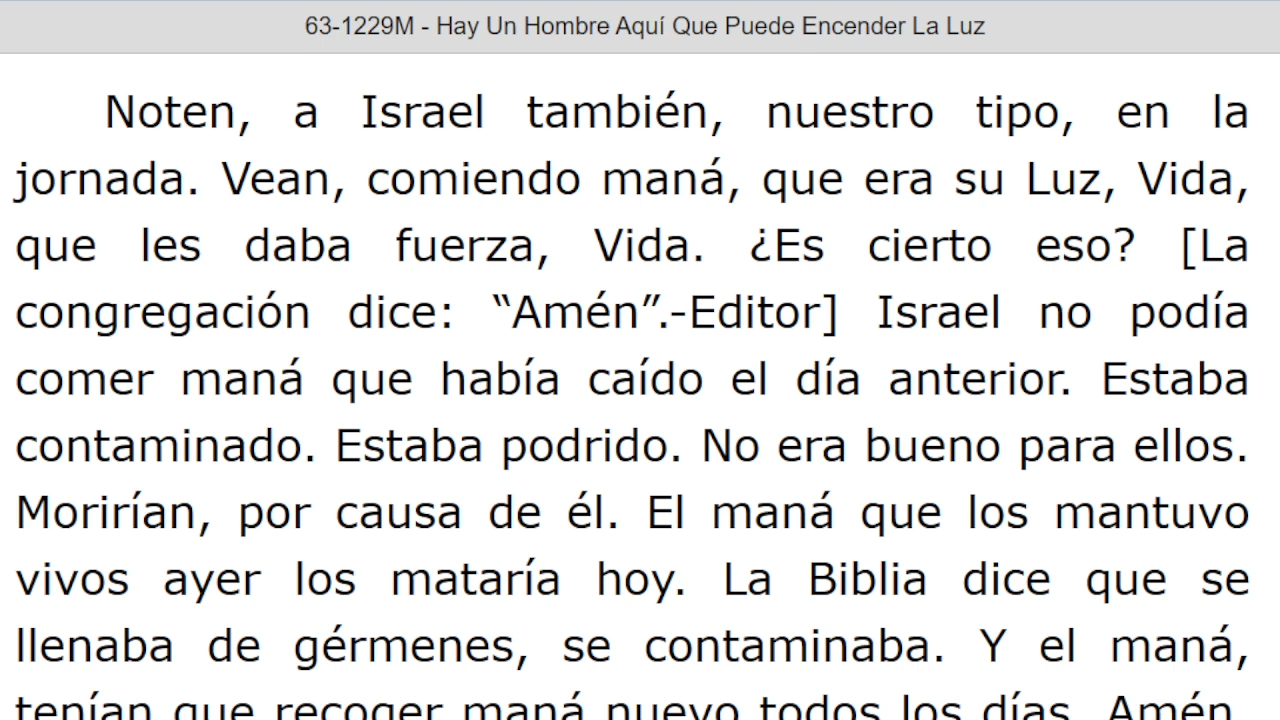 63-1229M - Hay Un Hombre Aquí Que Puede Encender La Luz
Noten, a Israel también, nuestro tipo, en la
jornada. Vean, comiendo maná, que era su Luz, Vida,
que les daba fuerza, Vida. ¿Es cierto eso? [La
congregación dice: “Amén”.-Editor] Israel no podía
comer maná que había caído el día anterior. Estaba
contaminado. Estaba podrido. No era bueno para ellos.
Morirían, por causa de él. El maná que los mantuvo
vivos ayer los mataría hoy. La Biblia dice que se
llenaba de gérmenes, se contaminaba. Y el maná,
tenían que recoger maná nuevo todos los días. Amén.